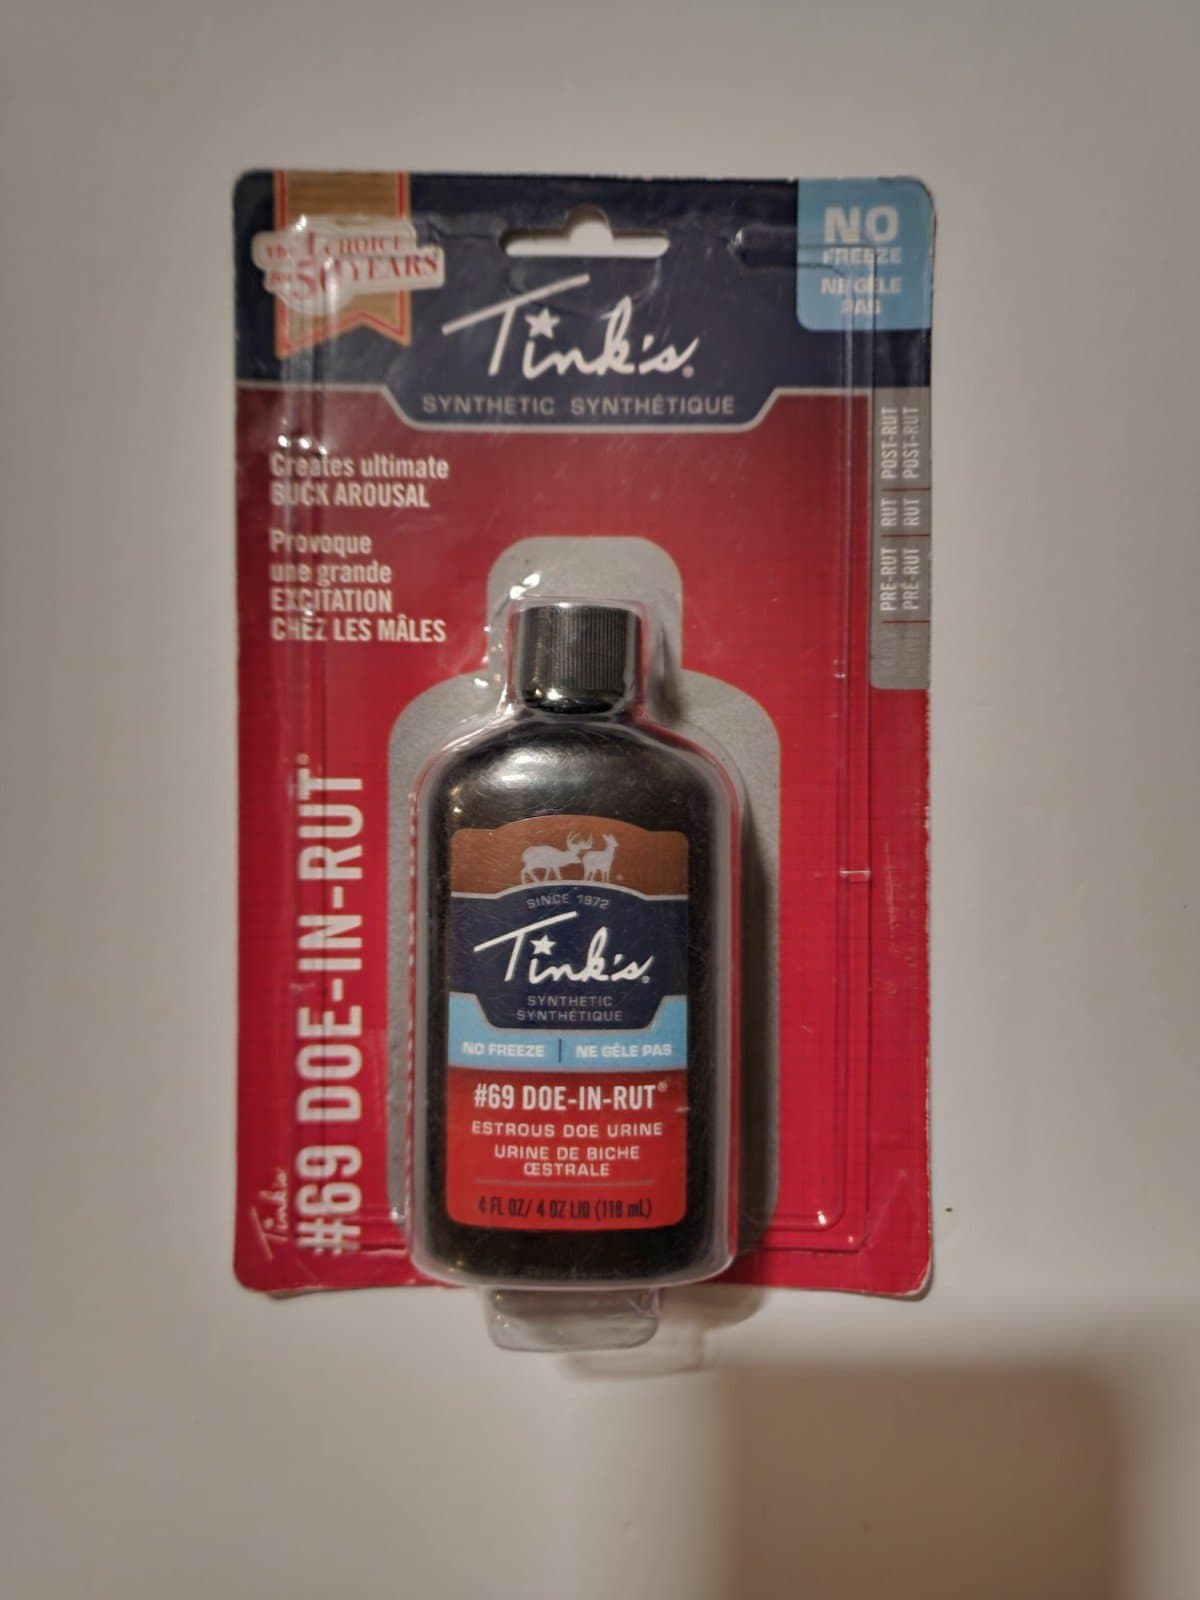 The #1 CHOICE
for 50 YEARS
NO
FREEZE
NE GÈLE
PAS
Tink's®
SYNTHETIC SYNTHÉTIQUE
Creates ultimate
BUCK AROUSAL
Provoque
une grande
EXCITATION
CHEZ LES MÂLES
PRE-RUT | RUT | POST-RUT
PRÉ-RUT | RUT | POST-RUT
Tink's
#69 DOE-IN-RUT®
SINCE 1972
Tink's®
SYNTHETIC
SYNTHÉTIQUE
NO FREEZE | NE GÈLE PAS
#69 DOE-IN-RUT®
ESTROUS DOE URINE
URINE DE BICHE
ŒSTRALE
4 FL OZ/ 4 OZ LIQ (118 mL)